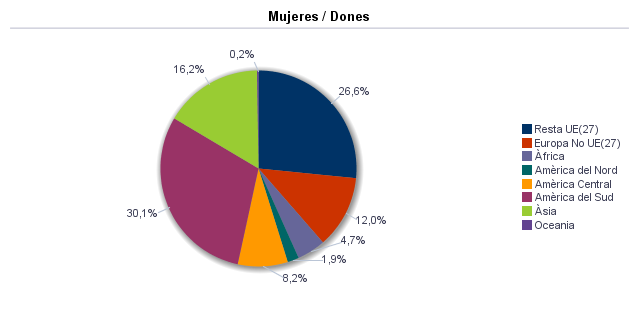 Mujeres / Dones
0,2%
16,2%
26,6%
30,1%
12,0%
4,7%
1,9%
8,2%
Resta UE(27)
Europa No UE(27)
Àfrica
Amèrica del Nord
Amèrica Central
Amèrica del Sud
Àsia
Oceania